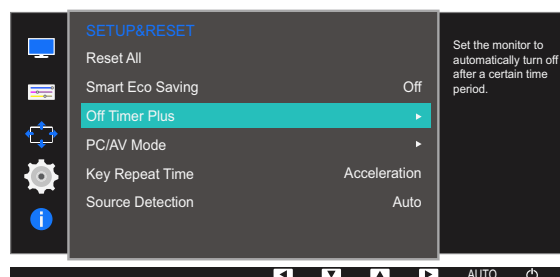 SETUP&RESET
Reset All
Smart Eco Saving Off
Off Timer Plus
PC/AV Mode
Key Repeat Time Acceleration
Source Detection Auto
Set the monitor to
automatically turn off
after a certain time
period.
AUTO